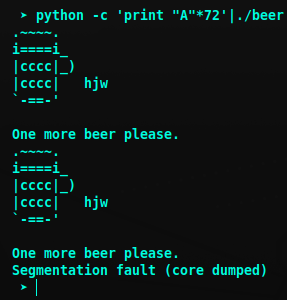 ➤ python -c 'print "A"*72'|./beer
.~~~~.
i====i_
|cccc|_)
|cccc|   hjw
`-==-'

One more beer please.
.~~~~.
i====i_
|cccc|_)
|cccc|   hjw
`-==-'

One more beer please.
Segmentation fault (core dumped)
➤